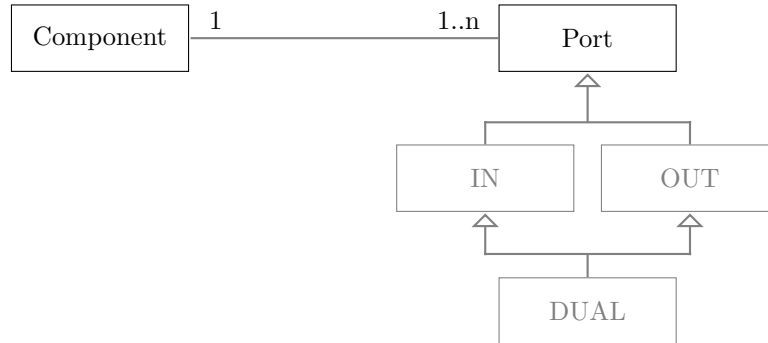 Component
1
1..n
Port
IN
OUT
DUAL